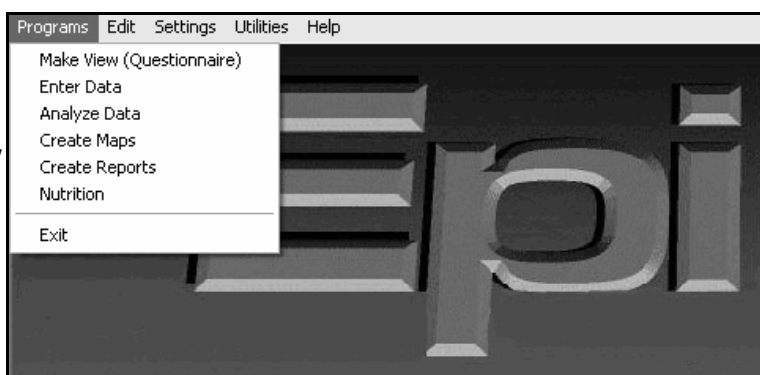 Programs Edit Settings Utilities Help
Make View (Questionnaire)
Enter Data
Analyze Data
Create Maps
Create Reports
Nutrition
Exit
Epi